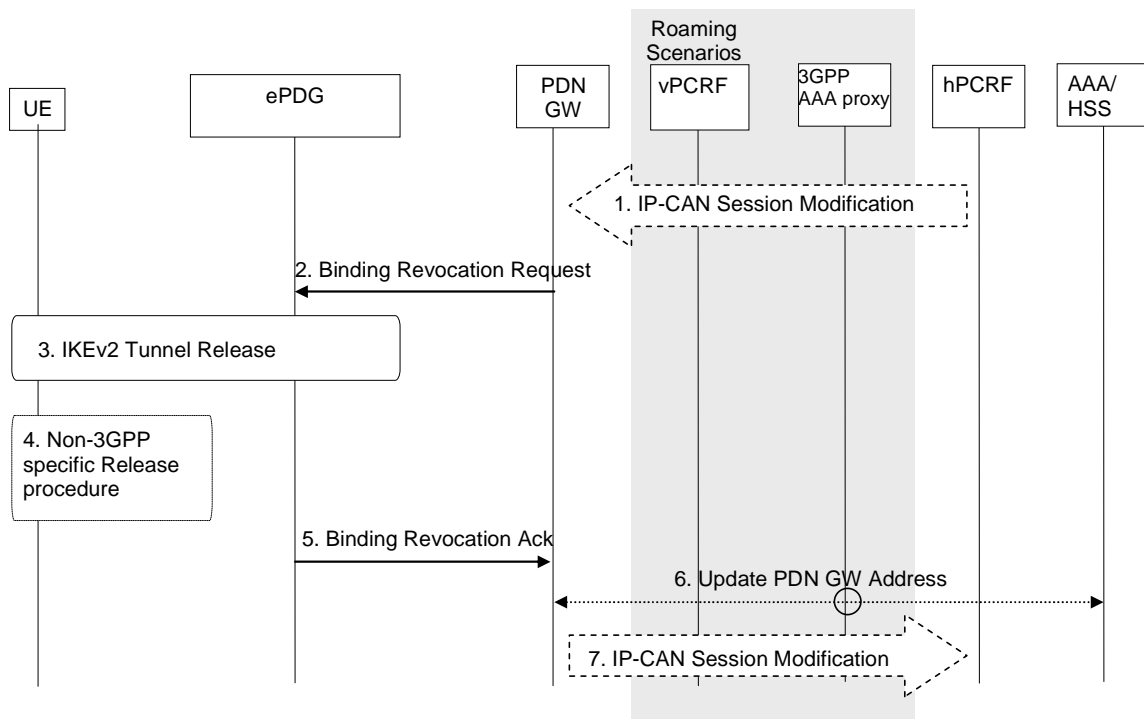 Roaming
Scenarios
UE
ePDG
PDN
GW
vPCRF
3GPP
AAA proxy
hPCRF
AAA/
HSS
1. IP-CAN Session Modification
2. Binding Revocation Request
3. IKEv2 Tunnel Release
4. Non-3GPP
specific Release
procedure
5. Binding Revocation Ack
6. Update PDN GW Address
7. IP-CAN Session Modification